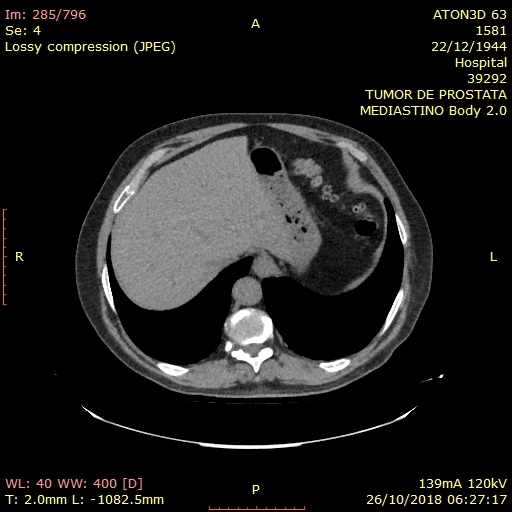 Im: 285/796
Se: 4
Lossy compression (JPEG)
A
ATON3D 63
1581
22/12/1944
Hospital
39292
TUMOR DE PROSTATA
MEDIASTINO Body 2.0
R
L
WL: 40 WW: 400 [D]
T: 2.0mm L: -1082.5mm
P
139mA 120kV
26/10/2018 06:27:17